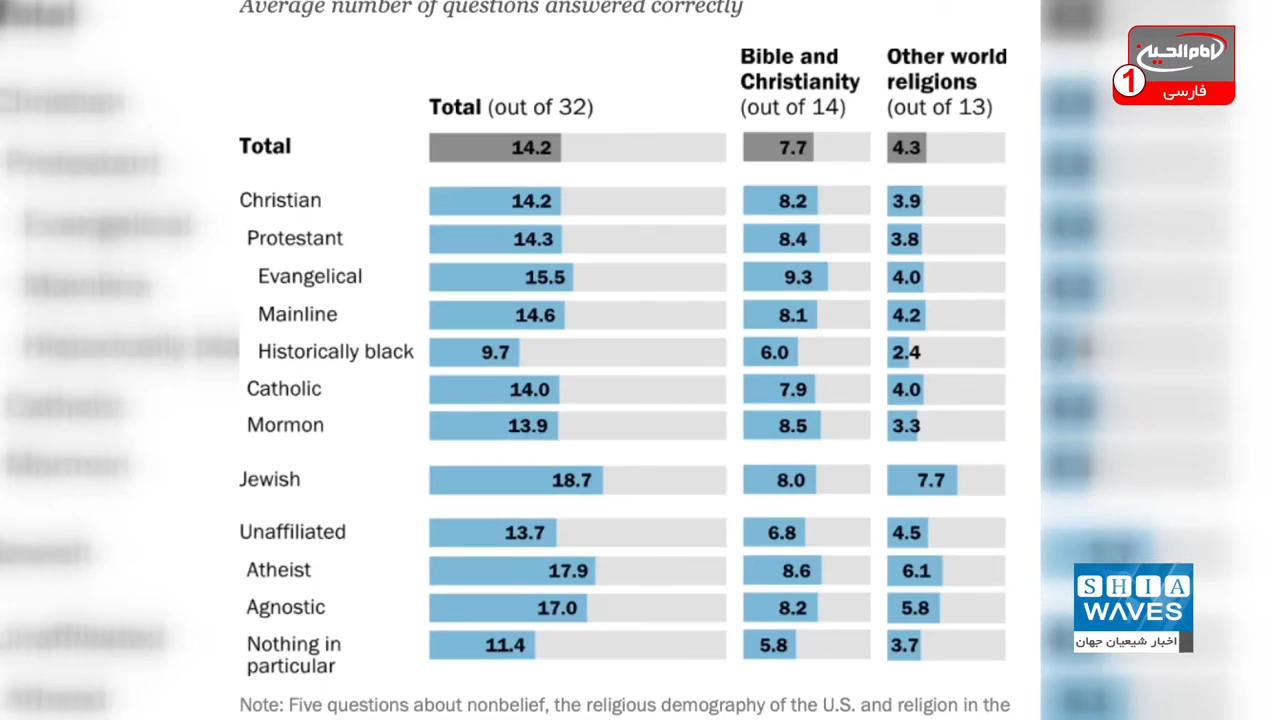 Average number of questions answered correctly
Total (out of 32)
Bible and
Christianity
(out of 14)
Other world
religions
(out of 13)
Total 14.2 7.7 4.3
Christian 14.2 8.2 3.9
Protestant 14.3 8.4 3.8
Evangelical 15.5 9.3 4.0
Mainline 14.6 8.1 4.2
Historically black 9.7 6.0 2.4
Catholic 14.0 7.9 4.0
Mormon 13.9 8.5 3.3
Jewish 18.7 8.0 7.7
Unaffiliated 13.7 6.8 4.5
Atheist 17.9 8.6 6.1
Agnostic 17.0 8.2 5.8
Nothing in
particular 11.4 5.8 3.7
Note: Five questions about nonbelief, the religious demography of the U.S. and religion in the
امام الحسین
1
فارسی
SHIA
WAVES
اخبار شیعیان جهان